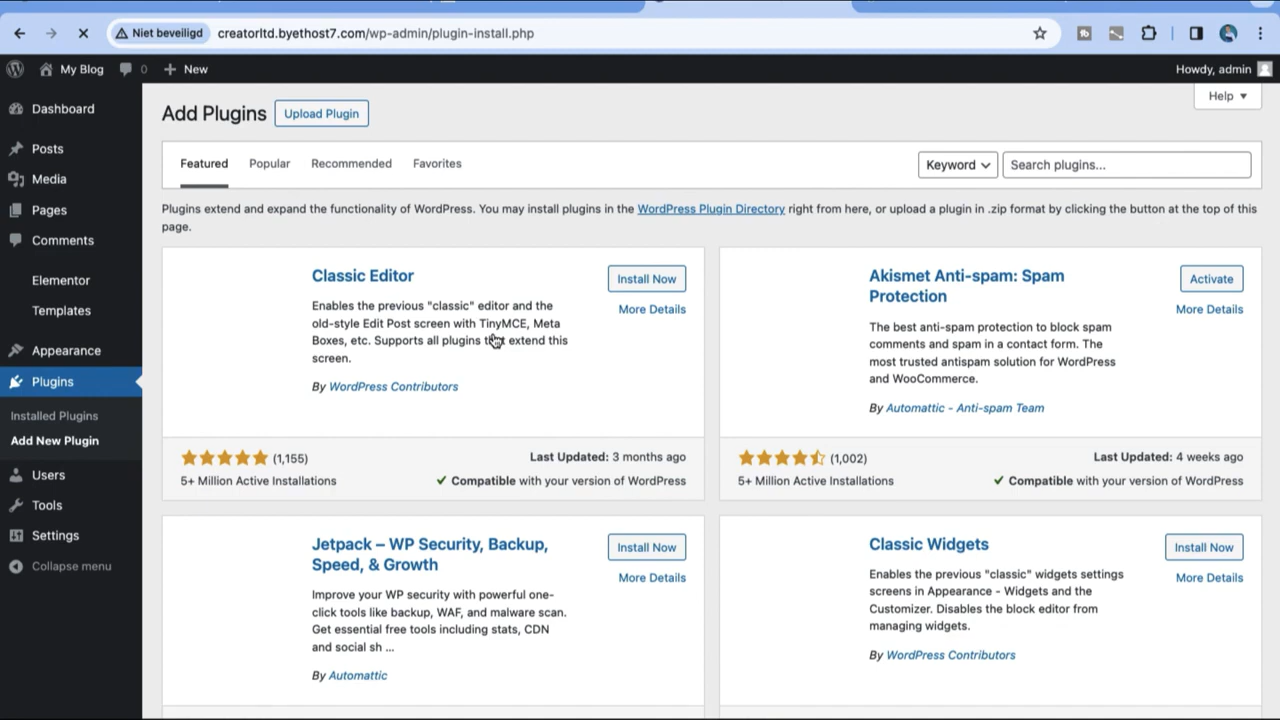 Niet beveiligd creatorltd.byethost7.com/wp-admin/plugin-install.php
My Blog 0 New Howdy, admin
Help
Dashboard
Posts
Media
Pages
Comments
Elementor
Templates
Appearance
Plugins
Installed Plugins
Add New Plugin
Users
Tools
Settings
Collapse menu
Add Plugins Upload Plugin
Featured Popular Recommended Favorites Keyword Search plugins...
Plugins extend and expand the functionality of WordPress. You may install plugins in the WordPress Plugin Directory right from here, or upload a plugin in .zip format by clicking the button at the top of this
page.
Classic Editor
Install Now
More Details
Enables the previous "classic" editor and the
old-style Edit Post screen with TinyMCE, Meta
Boxes, etc. Supports all plugins that extend this
screen.
By WordPress Contributors
(1,155) Last Updated: 3 months ago
5+ Million Active Installations Compatible with your version of WordPress
Akismet Anti-spam: Spam
Protection
Activate
More Details
The best anti-spam protection to block spam
comments and spam in a contact form. The
most trusted antispam solution for WordPress
and WooCommerce.
By Automattic - Anti-spam Team
(1,002) Last Updated: 4 weeks ago
5+ Million Active Installations Compatible with your version of WordPress
Jetpack – WP Security, Backup,
Speed, & Growth
Install Now
More Details
Improve your WP security with powerful one-
click tools like backup, WAF, and malware scan.
Get essential free tools including stats, CDN
and social sh ...
By Automattic
Classic Widgets
Install Now
More Details
Enables the previous "classic" widgets settings
screens in Appearance - Widgets and the
Customizer. Disables the block editor from
managing widgets.
By WordPress Contributors